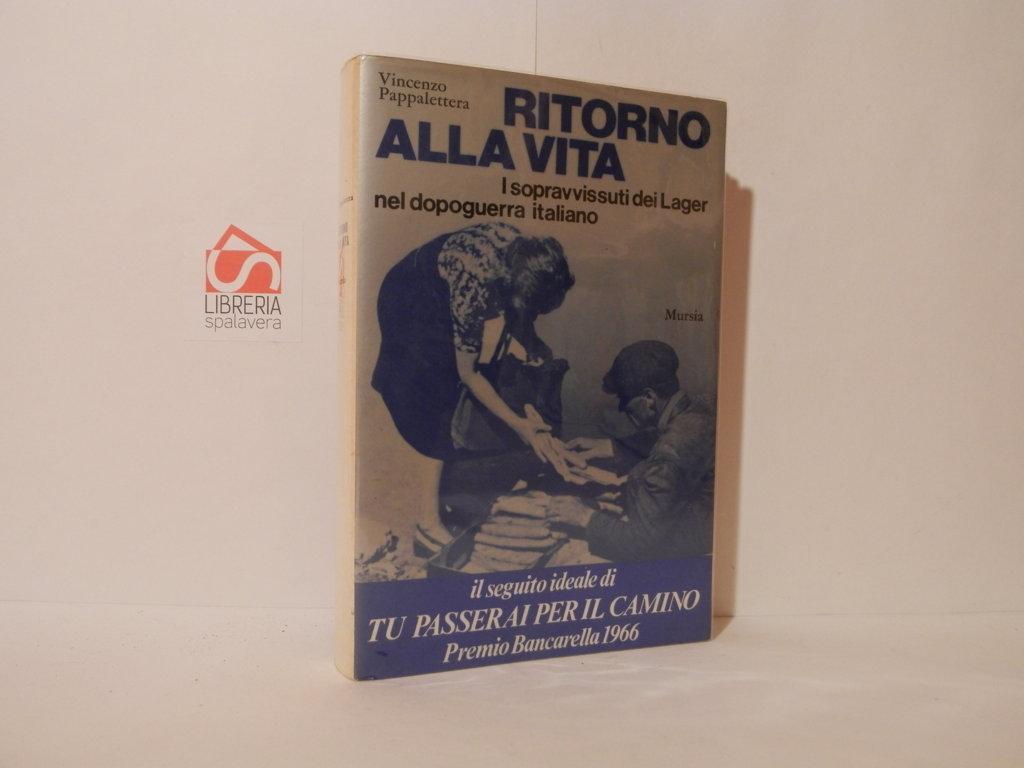 Vincenzo
Pappalettera
RITORNO
ALLA VITA
I sopravvissuti dei Lager
nel dopoguerra italiano
Mursia
il seguito ideale di
TU PASSERAI PER IL CAMINO
Premio Bancarella 1966
LIBRERIA
spalavera